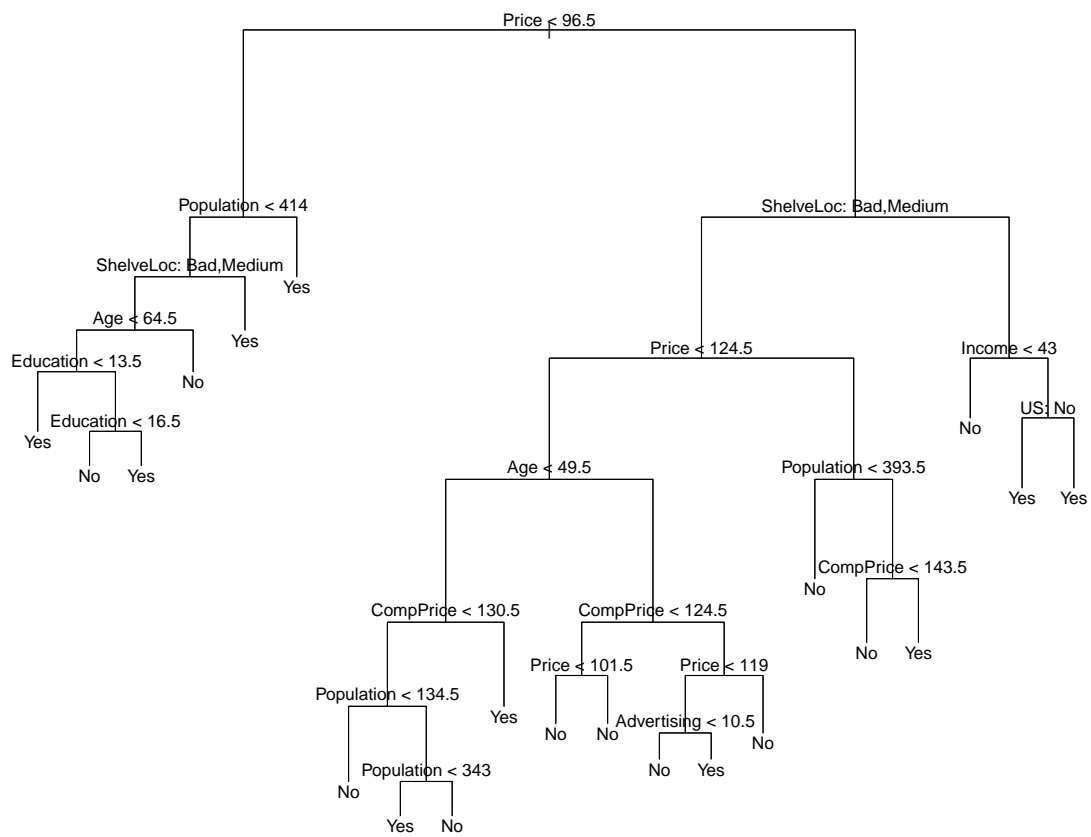 Price < 96.5
Population < 414
ShelveLoc: Bad,Medium
ShelveLoc: Bad,Medium
Yes
Age < 64.5
Yes
Price < 124.5
Income < 43
Education < 13.5
No
US: No
Education < 16.5
No
Yes
No
Yes
Age < 49.5
Population < 393.5
Yes
Yes
CompPrice < 143.5
No
CompPrice < 130.5
CompPrice < 124.5
No
Yes
Price < 101.5
Price < 119
Population < 134.5
Yes
Advertising < 10.5
No
No
No
Population < 343
No
Yes
No
Yes
No